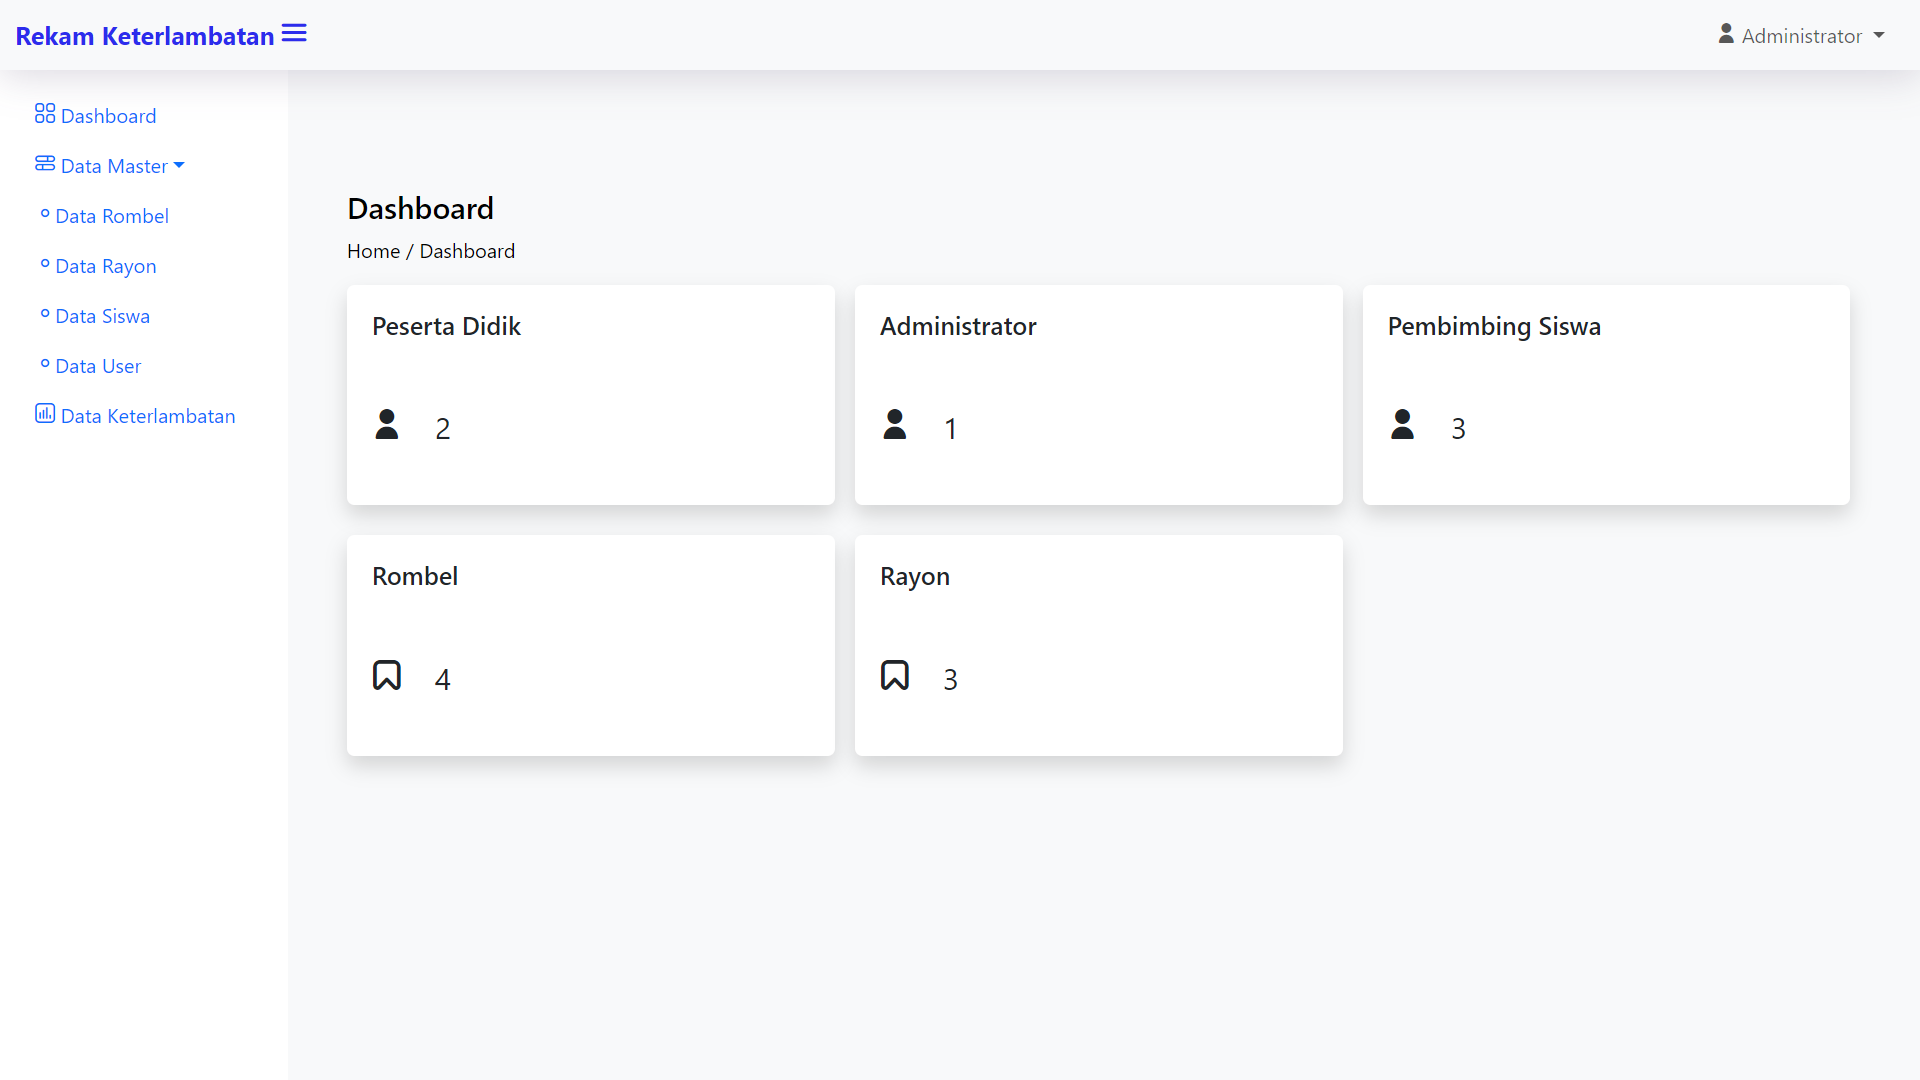 Rekam Keterlambatan
Administrator
Dashboard
Data Master
Data Rombel
Data Rayon
Data Siswa
Data User
Data Keterlambatan
Dashboard
Home / Dashboard
Peserta Didik
2
Administrator
1
Pembimbing Siswa
3
Rombel
4
Rayon
3